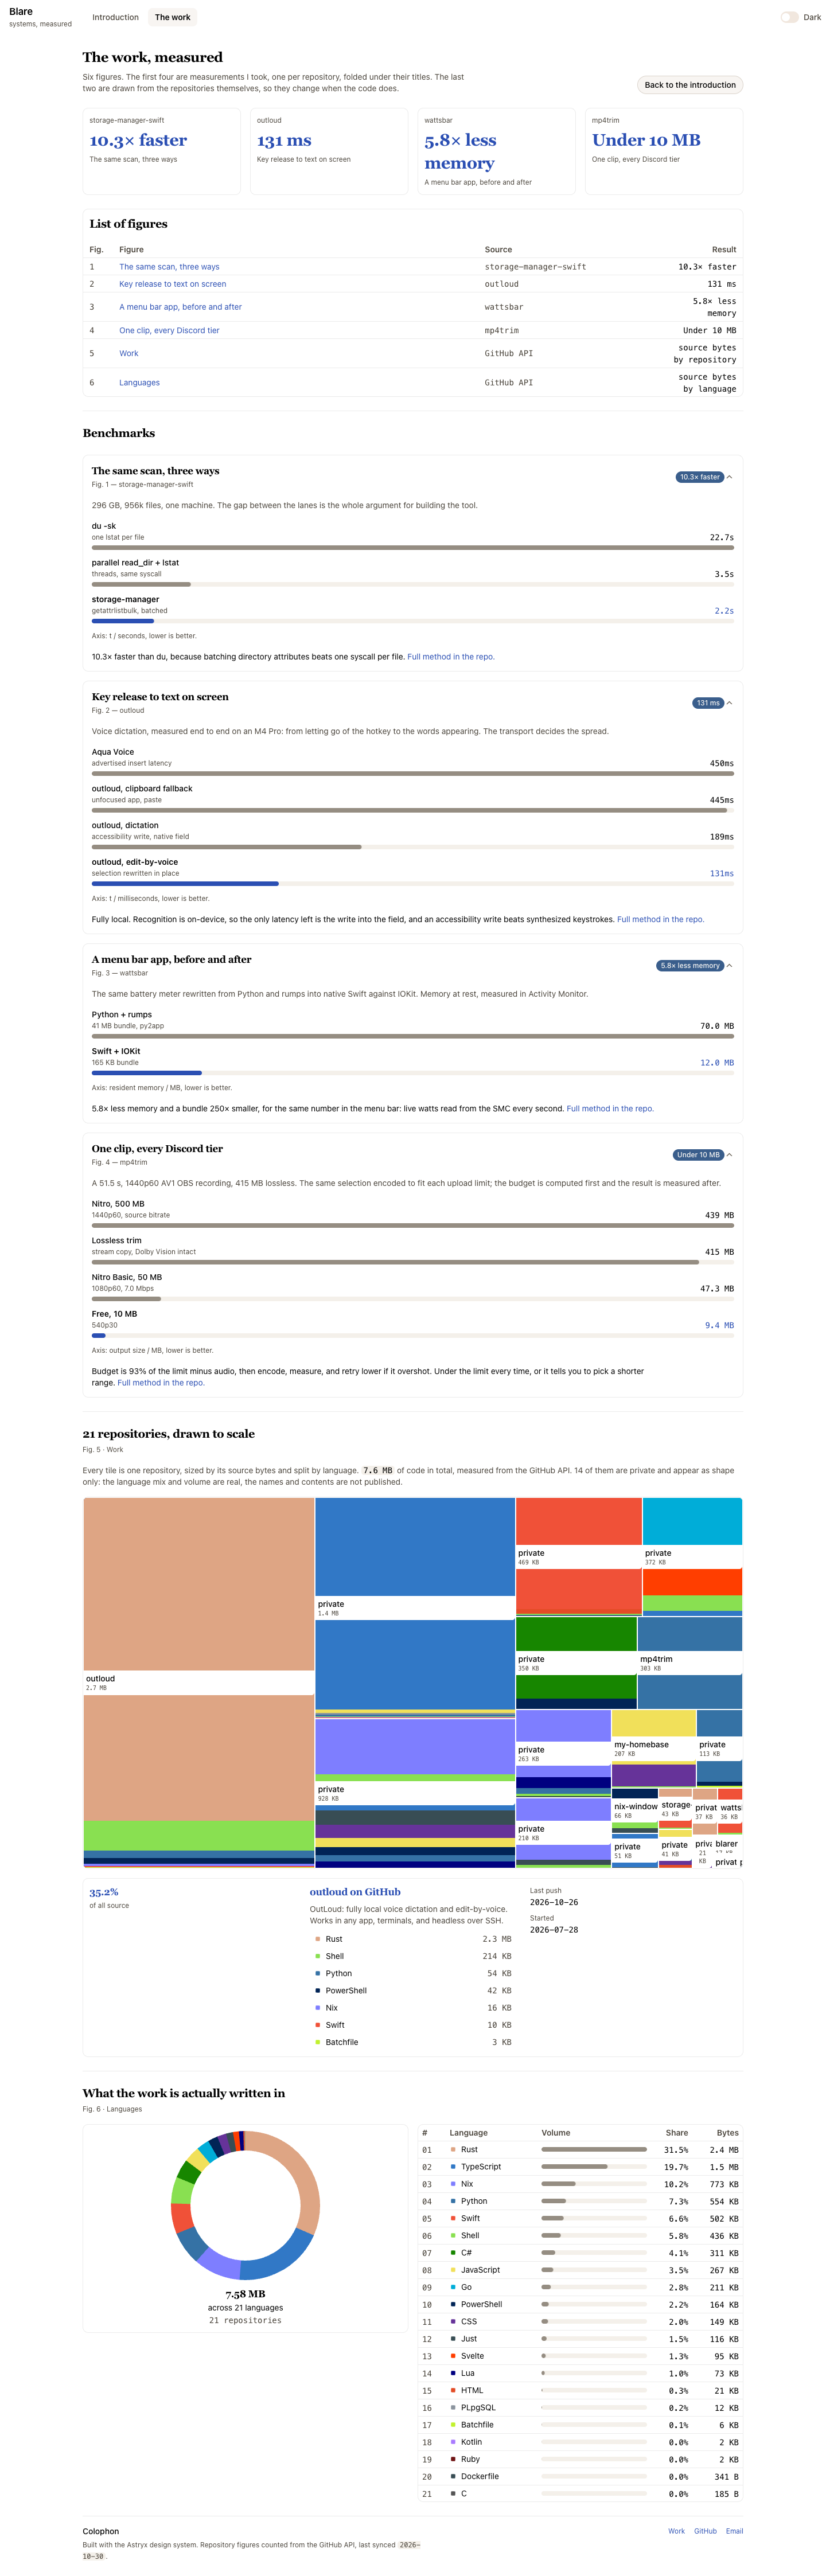 Blare
systems, measured
Introduction
The work
Dark
The work, measured
Six figures. The first four are measurements I took, one per repository, folded under their titles. The last
two are drawn from the repositories themselves, so they change when the code does.
Back to the introduction
storage-manager-swift
10.3× faster
The same scan, three ways
outloud
131 ms
Key release to text on screen
wattsbar
5.8× less
memory
A menu bar app, before and after
mp4trim
Under 10 MB
One clip, every Discord tier
List of figures
Fig. Figure Source Result
1 The same scan, three ways storage-manager-swift 10.3× faster
2 Key release to text on screen outloud 131 ms
3 A menu bar app, before and after wattsbar 5.8× less
memory
4 One clip, every Discord tier mp4trim Under 10 MB
5 Work GitHub API source bytes
by repository
6 Languages GitHub API source bytes
by language
Benchmarks
The same scan, three ways
Fig. 1 — storage-manager-swift
10.3× faster
296 GB, 956k files, one machine. The gap between the lanes is the whole argument for building the tool.
du -sk
one lstat per file
22.7s
parallel read_dir + lstat
threads, same syscall
3.5s
storage-manager
getattrlistbulk, batched
2.2s
Axis: t / seconds, lower is better.
10.3× faster than du, because batching directory attributes beats one syscall per file. Full method in the repo.
Key release to text on screen
Fig. 2 — outloud
131 ms
Voice dictation, measured end to end on an M4 Pro: from letting go of the hotkey to the words appearing. The transport decides the spread.
Aqua Voice
advertised insert latency
450ms
outloud, clipboard fallback
unfocused app, paste
445ms
outloud, dictation
accessibility write, native field
189ms
outloud, edit-by-voice
selection rewritten in place
131ms
Axis: t / milliseconds, lower is better.
Fully local. Recognition is on-device, so the only latency left is the write into the field, and an accessibility write beats synthesized keystrokes. Full method in the repo.
A menu bar app, before and after
Fig. 3 — wattsbar
5.8× less memory
The same battery meter rewritten from Python and rumps into native Swift against IOKit. Memory at rest, measured in Activity Monitor.
Python + rumps
41 MB bundle, py2app
70.0 MB
Swift + IOKit
165 KB bundle
12.0 MB
Axis: resident memory / MB, lower is better.
5.8× less memory and a bundle 250× smaller, for the same number in the menu bar: live watts read from the SMC every second. Full method in the repo.
One clip, every Discord tier
Fig. 4 — mp4trim
Under 10 MB
A 51.5 s, 1440p60 AV1 OBS recording, 415 MB lossless. The same selection encoded to fit each upload limit; the budget is computed first and the result is measured after.
Nitro, 500 MB
1440p60, source bitrate
439 MB
Lossless trim
stream copy, Dolby Vision intact
415 MB
Nitro Basic, 50 MB
1080p60, 7.0 Mbps
47.3 MB
Free, 10 MB
540p30
9.4 MB
Axis: output size / MB, lower is better.
Budget is 93% of the limit minus audio, then encode, measure, and retry lower if it overshot. Under the limit every time, or it tells you to pick a shorter
range. Full method in the repo.
21 repositories, drawn to scale
Fig. 5 · Work
Every tile is one repository, sized by its source bytes and split by language. 7.6 MB of code in total, measured from the GitHub API. 14 of them are private and appear as shape
only: the language mix and volume are real, the names and contents are not published.
outloud
2.7 MB
private
1.4 MB
private
928 KB
private
469 KB
private
372 KB
private
350 KB
mp4trim
303 KB
private
263 KB
my-homebase
207 KB
private
113 KB
private
210 KB
nix-window
66 KB
storage-
43 KB
privat
37 KB
watts
36 KB
private
51 KB
private
41 KB
priva
21
KB
blarer
privat
35.2%
of all source
outloud on GitHub
OutLoud: fully local voice dictation and edit-by-voice.
Works in any app, terminals, and headless over SSH.
Rust 2.3 MB
Shell 214 KB
Python 54 KB
PowerShell 42 KB
Nix 16 KB
Swift 10 KB
Batchfile 3 KB
Last push
2026-10-26
Started
2026-07-28
What the work is actually written in
Fig. 6 · Languages
7.58 MB
across 21 languages
21 repositories
# Language Volume Share Bytes
01 Rust 31.5% 2.4 MB
02 TypeScript 19.7% 1.5 MB
03 Nix 10.2% 773 KB
04 Python 7.3% 554 KB
05 Swift 6.6% 502 KB
06 Shell 5.8% 436 KB
07 C# 4.1% 311 KB
08 JavaScript 3.5% 267 KB
09 Go 2.8% 211 KB
10 PowerShell 2.2% 164 KB
11 CSS 2.0% 149 KB
12 Just 1.5% 116 KB
13 Svelte 1.3% 95 KB
14 Lua 1.0% 73 KB
15 HTML 0.3% 21 KB
16 PLpgSQL 0.2% 12 KB
17 Batchfile 0.1% 6 KB
18 Kotlin 0.0% 2 KB
19 Ruby 0.0% 2 KB
20 Dockerfile 0.0% 341 B
21 C 0.0% 185 B
Colophon
Built with the Astryx design system. Repository figures counted from the GitHub API, last synced 2026-
10-30 .
Work
GitHub
Email